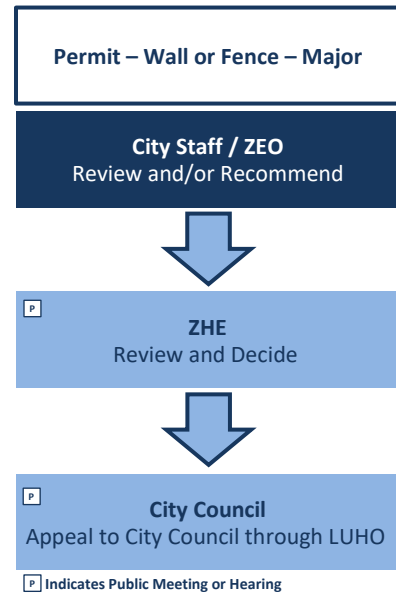 Permit – Wall or Fence – Major
City Staff / ZEO
Review and/or Recommend
P
ZHE
Review and Decide
P
City Council
Appeal to City Council through LUHO
P Indicates Public Meeting or Hearing